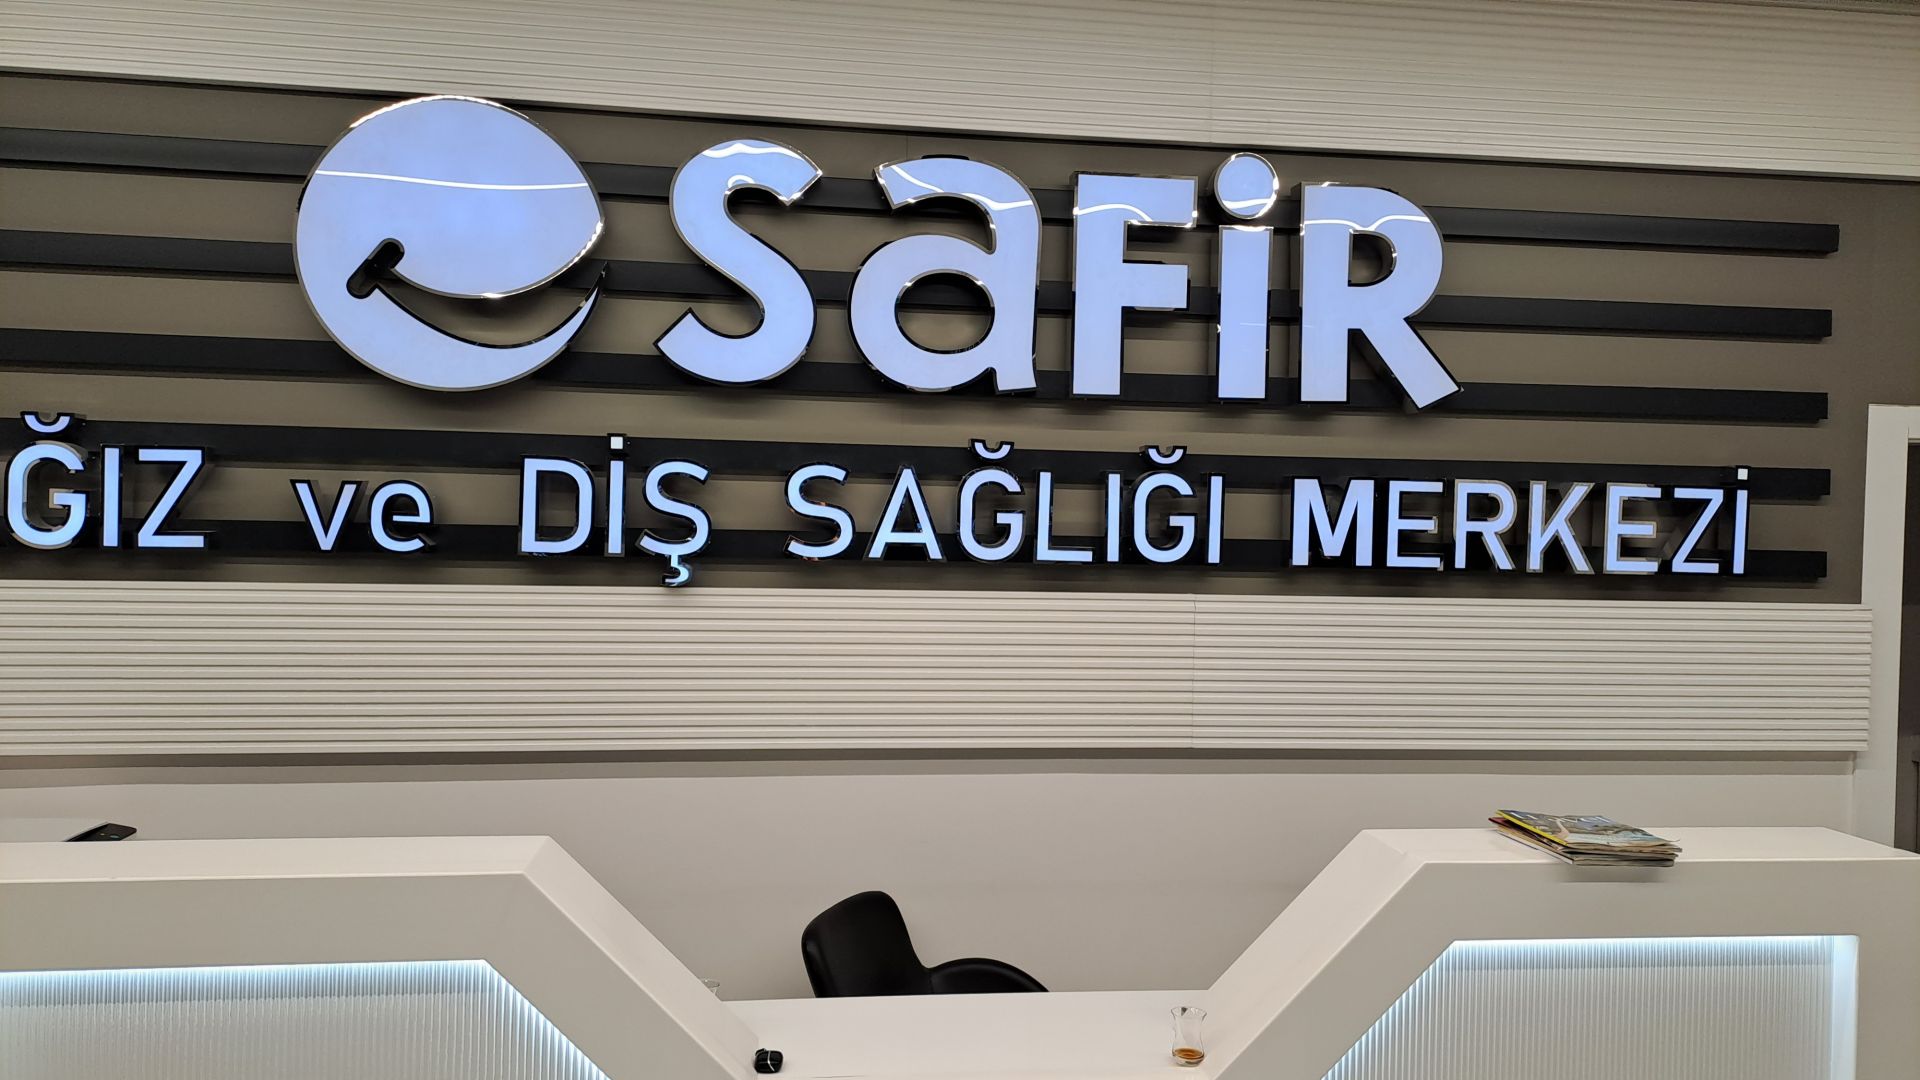 SAFİR
ĞIZ ve DİŞ SAĞLIĞI MERKEZİ